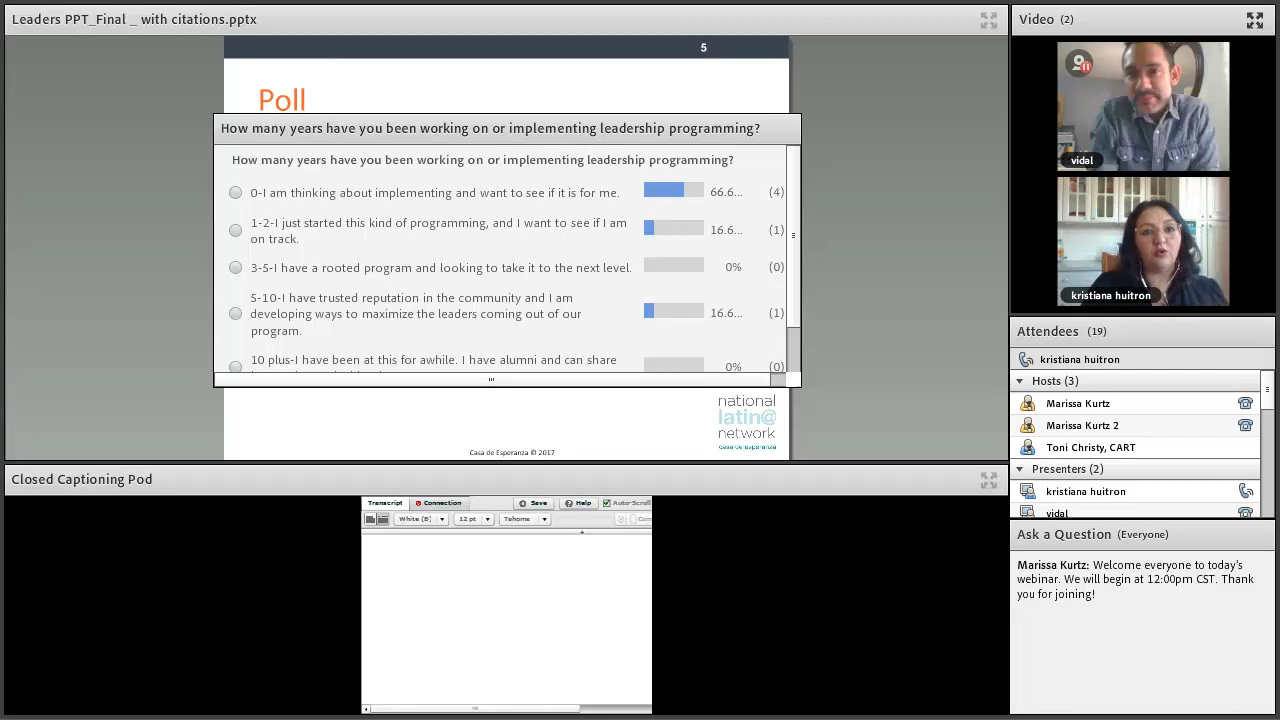 Leaders PPT_Final _ with citations.pptx
5
Poll
How many years have you been working on or implementing leadership programming?
How many years have you been working on or implementing leadership programming?
0-I am thinking about implementing and want to see if it is for me.
66.6... (4)
1-2-I just started this kind of programming, and I want to see if I am
on track.
16.6... (1)
3-5-I have a rooted program and looking to take it to the next level.
0% (0)
5-10-I have trusted reputation in the community and I am
developing ways to maximize the leaders coming out of our
program.
16.6... (1)
10 plus-I have been at this for awhile. I have alumni and can share
0% (0)
national
latin@
network
casa de esperanza
Casa de Esperanza © 2017
Closed Captioning Pod
Transcript
Connection
Save
Help
Auto-Scroll
White (B)
12 pt
Tahoma
Video (2)
vidal
kristiana huitron
Attendees (19)
kristiana huitron
Hosts (3)
Marissa Kurtz
Marissa Kurtz 2
Toni Christy, CART
Presenters (2)
kristiana huitron
vidal
Ask a Question (Everyone)
Marissa Kurtz: Welcome everyone to today's
webinar. We will begin at 12:00pm CST. Thank
you for joining!